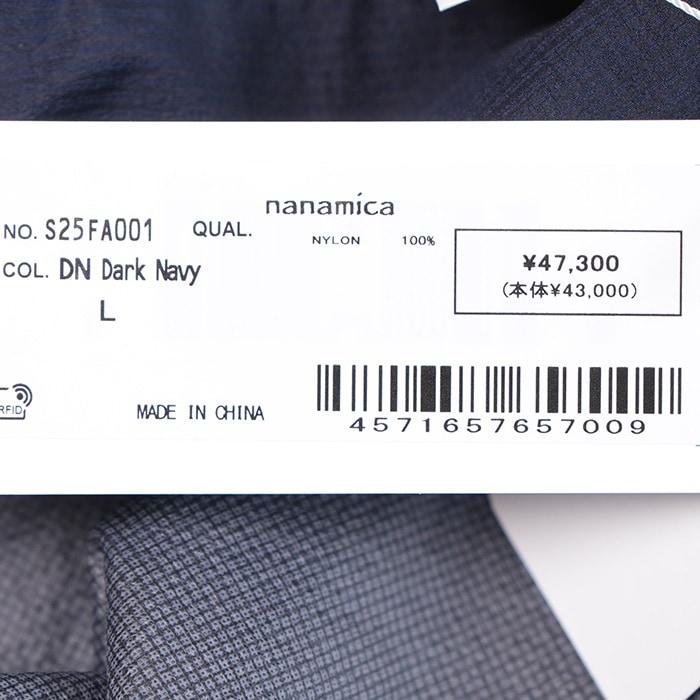 nanamica
NO. S25FA001 QUAL.
NYLON 100%
COL. DN Dark Navy
L
¥47,300
(本体¥43,000)
RFID
MADE IN CHINA
4571657657009